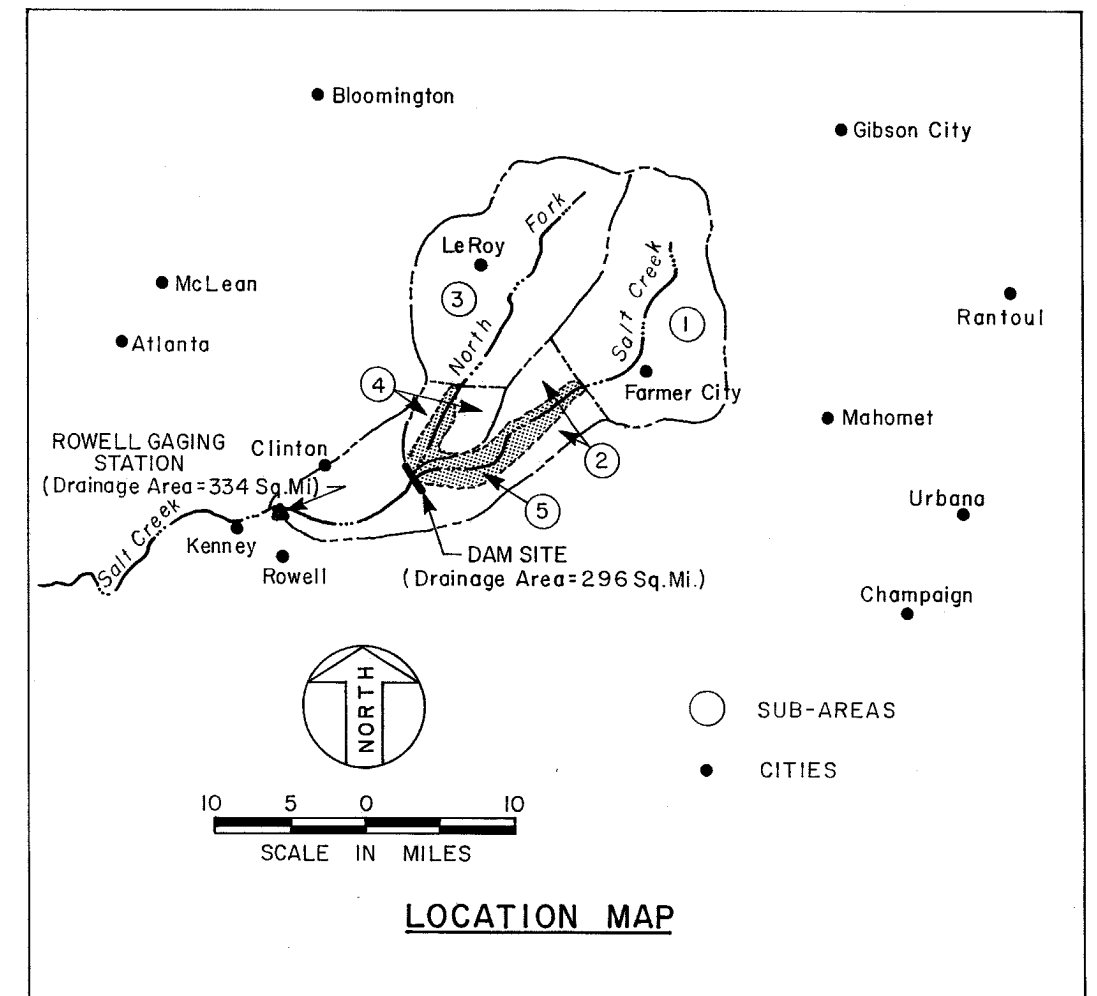 Bloomington
Gibson City
North Fork
LeRoy
Salt Creek
McLean
3
1
Rantoul
Atlanta
4
Farmer City
Mahomet
ROWELL GAGING
STATION
(Drainage Area=334 Sq.Mi)
Clinton
2
5
Urbana
Salt Creek
Kenney
Rowell
DAM SITE
(Drainage Area=296 Sq.Mi.)
Champaign
NORTH
SUB-AREAS
CITIES
10 5 0 10
SCALE IN MILES
LOCATION MAP